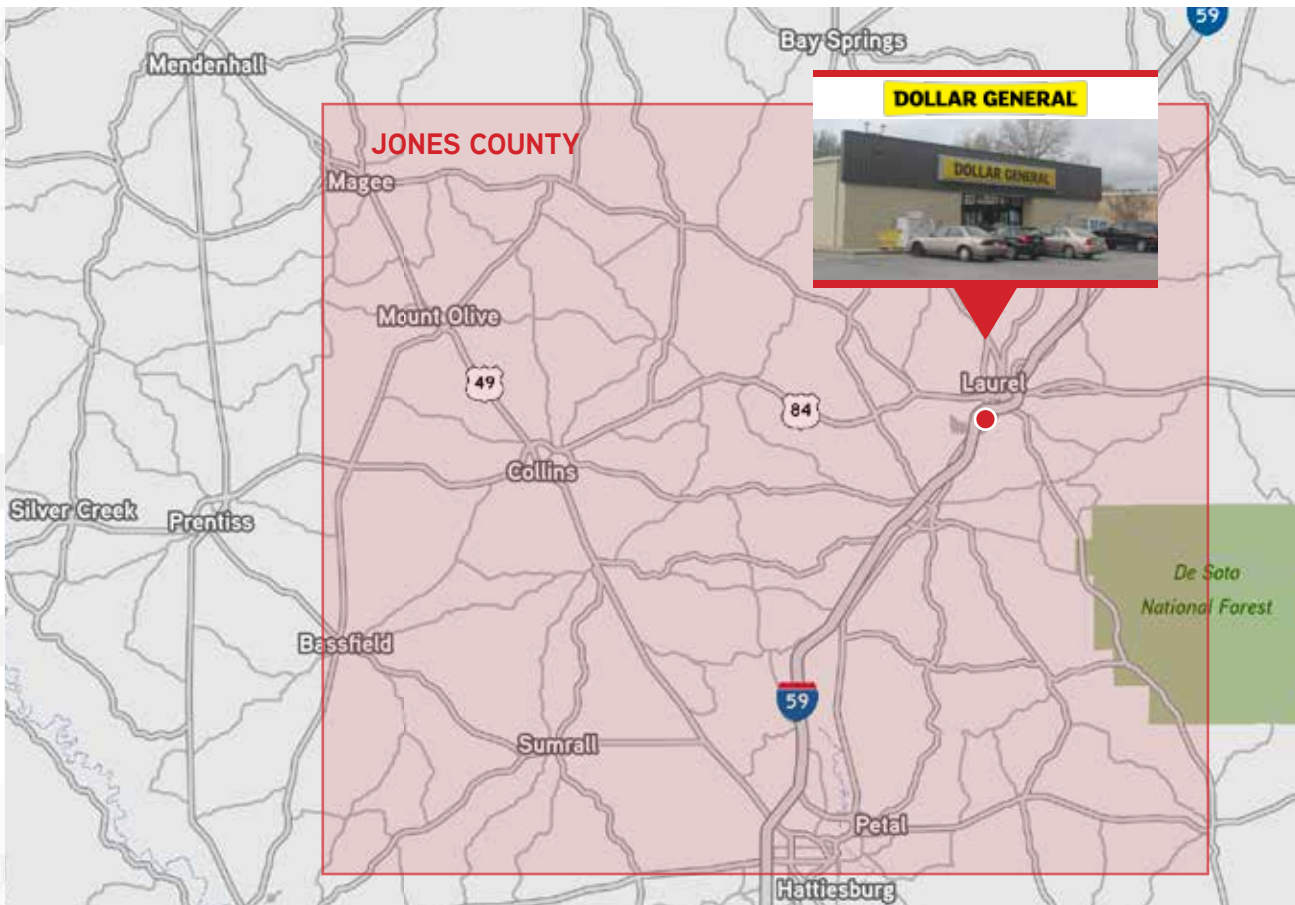 59
Bay Springs
Mendenhall
DOLLAR GENERAL
JONES COUNTY
DOLLAR GENERAL
Magee
Mount Olive
49
Laurel
84
Collins
Silver Creek
Prentiss
De Soto
National Forest
Bassfield
59
Sumrall
Petal
Hattiesburg